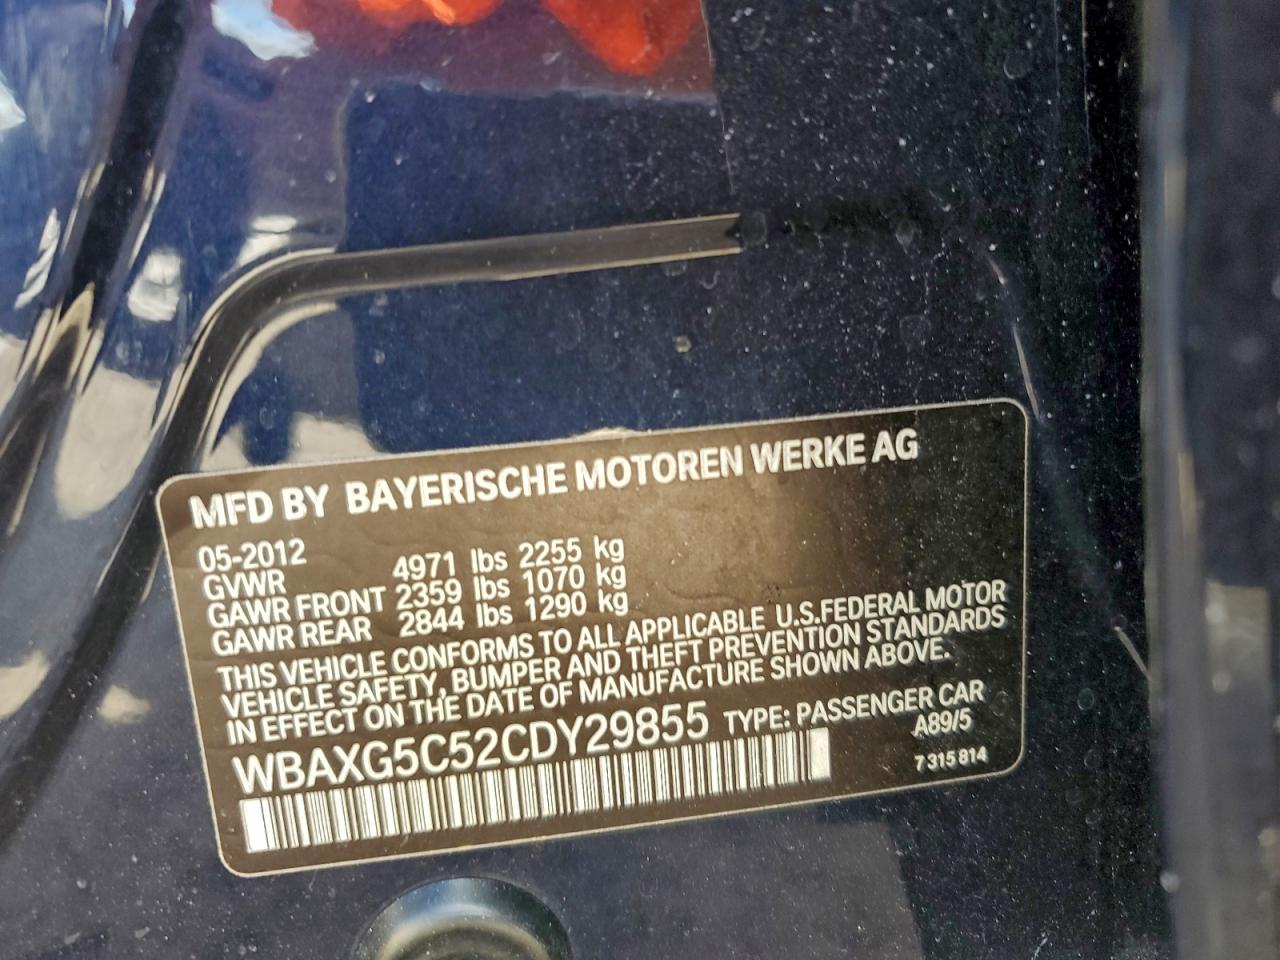 MFD BY BAYERISCHE MOTOREN WERKE AG
05-2012
GVWR 4971 lbs 2255 kg
GAWR FRONT 2359 lbs 1070 kg
GAWR REAR 2844 lbs 1290 kg
THIS VEHICLE CONFORMS TO ALL APPLICABLE U.S.FEDERAL MOTOR
VEHICLE SAFETY, BUMPER AND THEFT PREVENTION STANDARDS
IN EFFECT ON THE DATE OF MANUFACTURE SHOWN ABOVE.
WBAXG5C52CDY29855 TYPE: PASSENGER CAR
A89/5
7 315 814